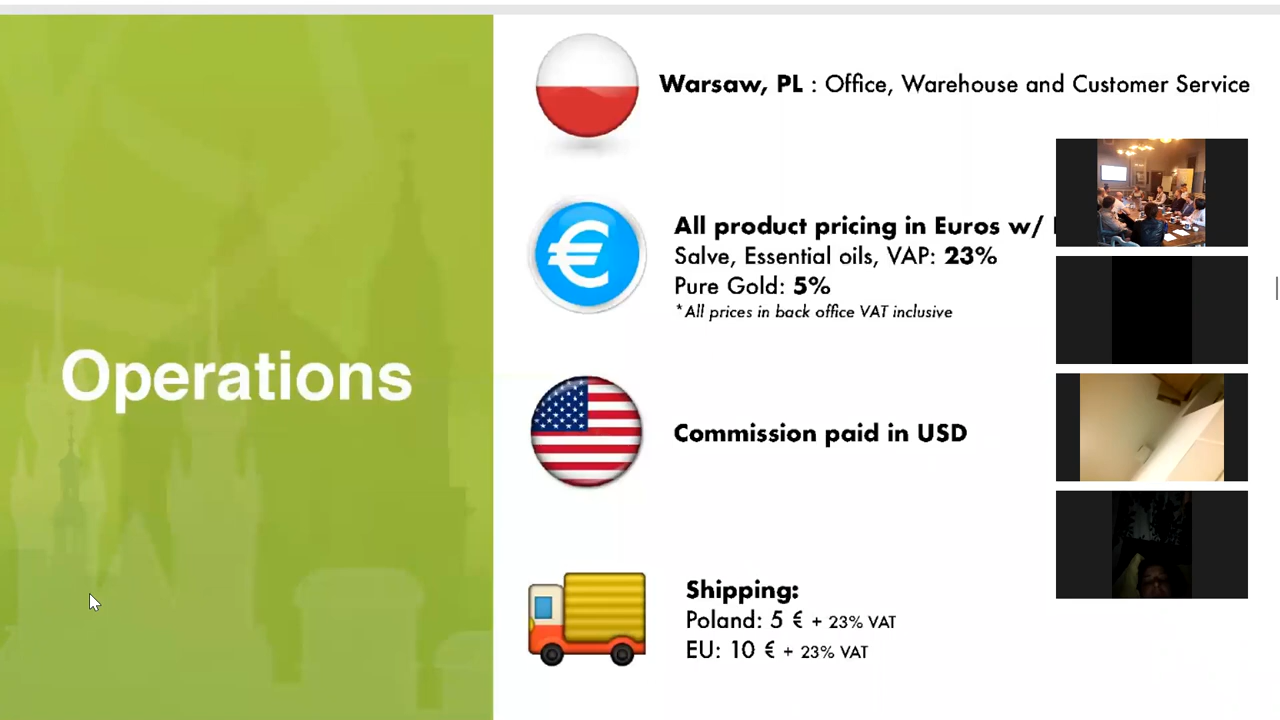 Operations
Warsaw, PL : Office, Warehouse and Customer Service
All product pricing in Euros w/
Salve, Essential oils, VAP: 23%
Pure Gold: 5%
*All prices in back office VAT inclusive
Commission paid in USD
Shipping:
Poland: 5 € + 23% VAT
EU: 10 € + 23% VAT
€